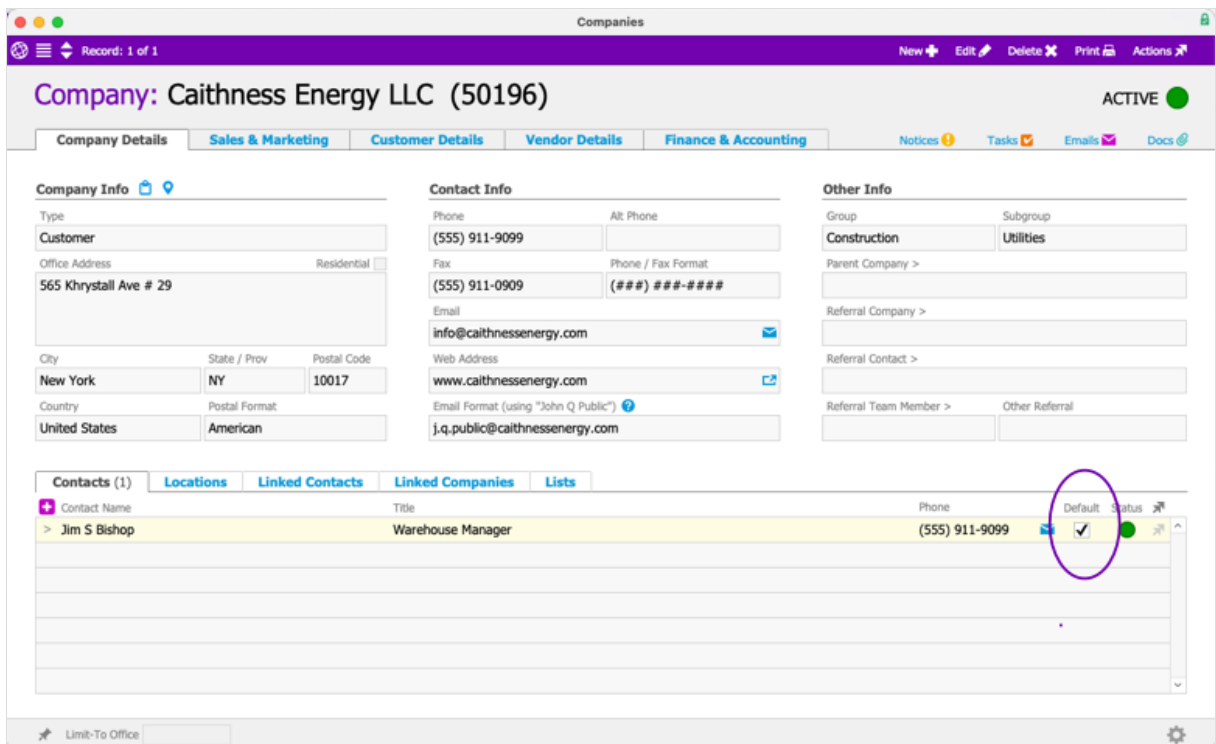 Companies
Record: 1 of 1 New Edit Delete Print Actions
Company: Caithness Energy LLC (50196) ACTIVE
Company Details Sales & Marketing Customer Details Vendor Details Finance & Accounting Notices Tasks Emails Docs
Company Info Contact Info Other Info
Type Phone Alt Phone Group Subgroup
Customer (555) 911-9099 Construction Utilities
Office Address Residential Fax Phone / Fax Format Parent Company >
565 Khrystall Ave # 29 (555) 911-0909 (###) ###-####
Email Referral Company >
info@caithnessenergy.com
City State / Prov Postal Code Web Address Referral Contact >
New York NY 10017 www.caithnessenergy.com
Country Postal Format Email Format (using "John Q Public") ? Referral Team Member > Other Referral
United States American j.q.public@caithnessenergy.com
Contacts (1) Locations Linked Contacts Linked Companies Lists
Contact Name Title Phone Default Status
> Jim S Bishop Warehouse Manager (555) 911-9099
Limit-To Office